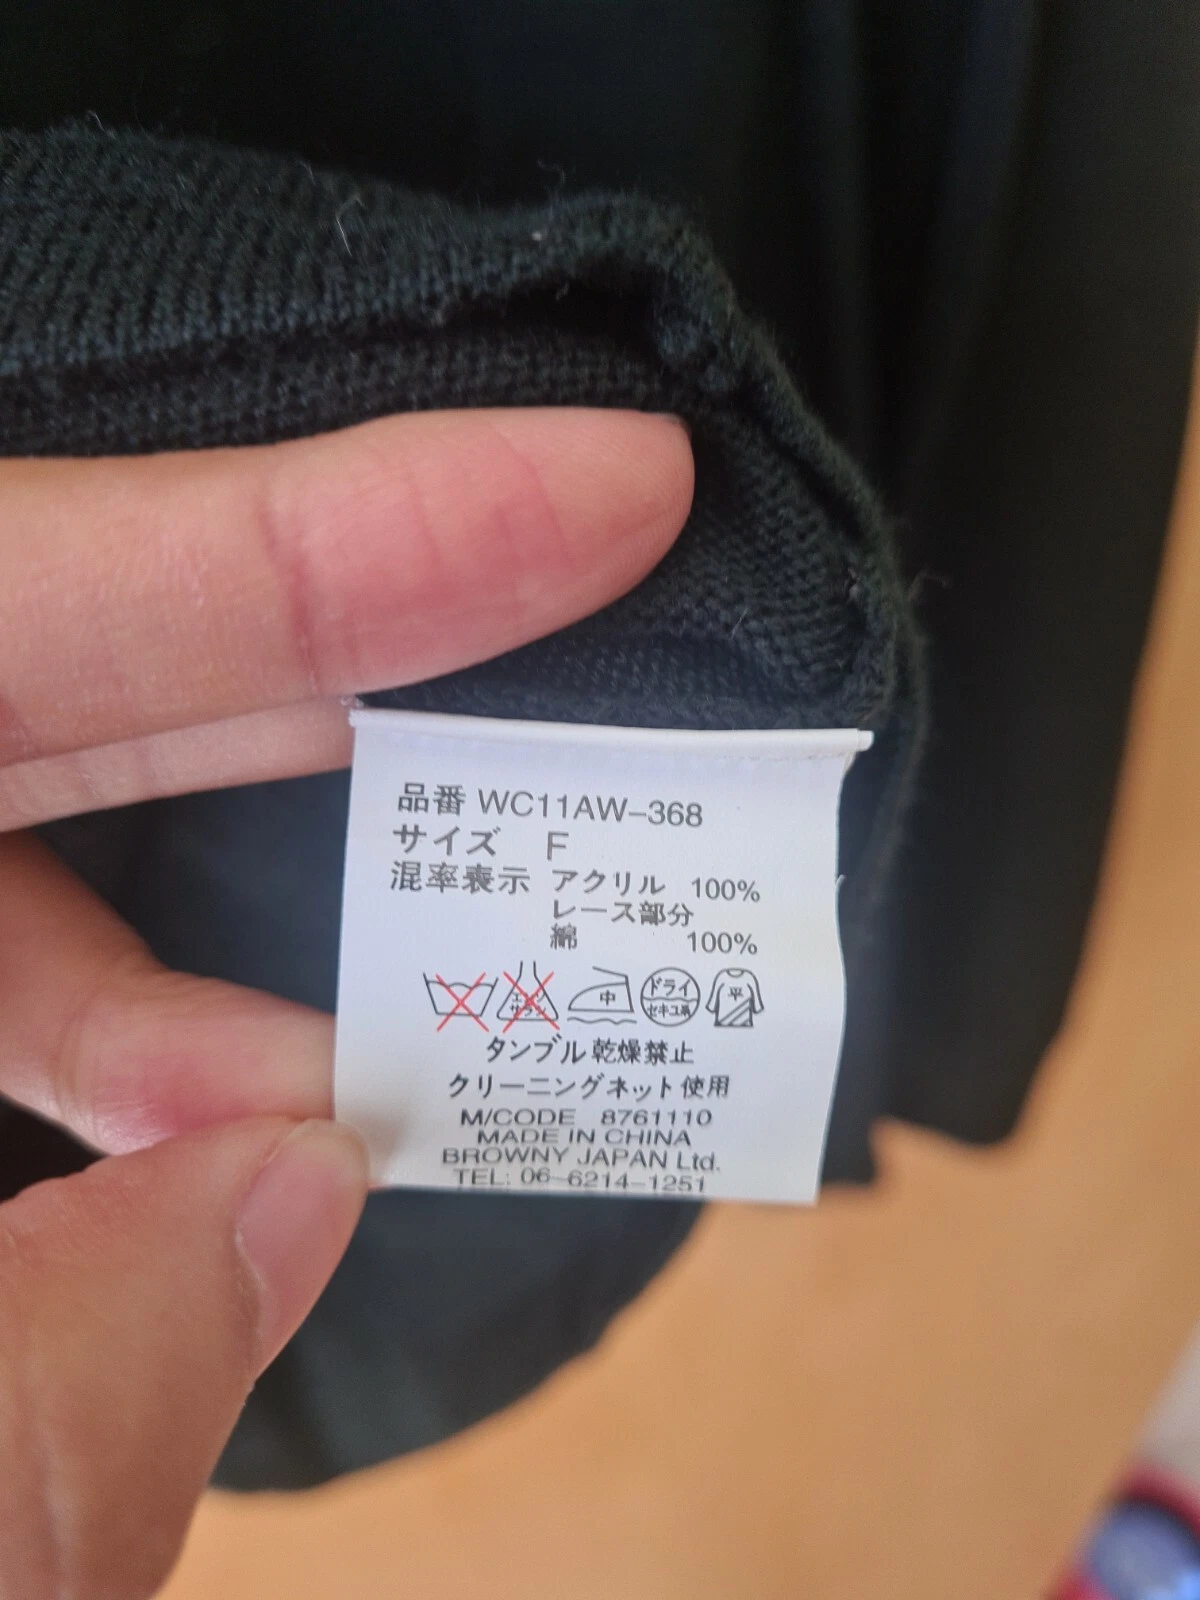 品番 WC11AW-368
サイズ F
混率表示 アクリル 100%
レース部分
綿 100%
中 ドライ 平
セキユ系
タンブル乾燥禁止
クリーニングネット使用
M/CODE 8761110
MADE IN CHINA
BROWNY JAPAN Ltd.
TEL: 06-6214-1251